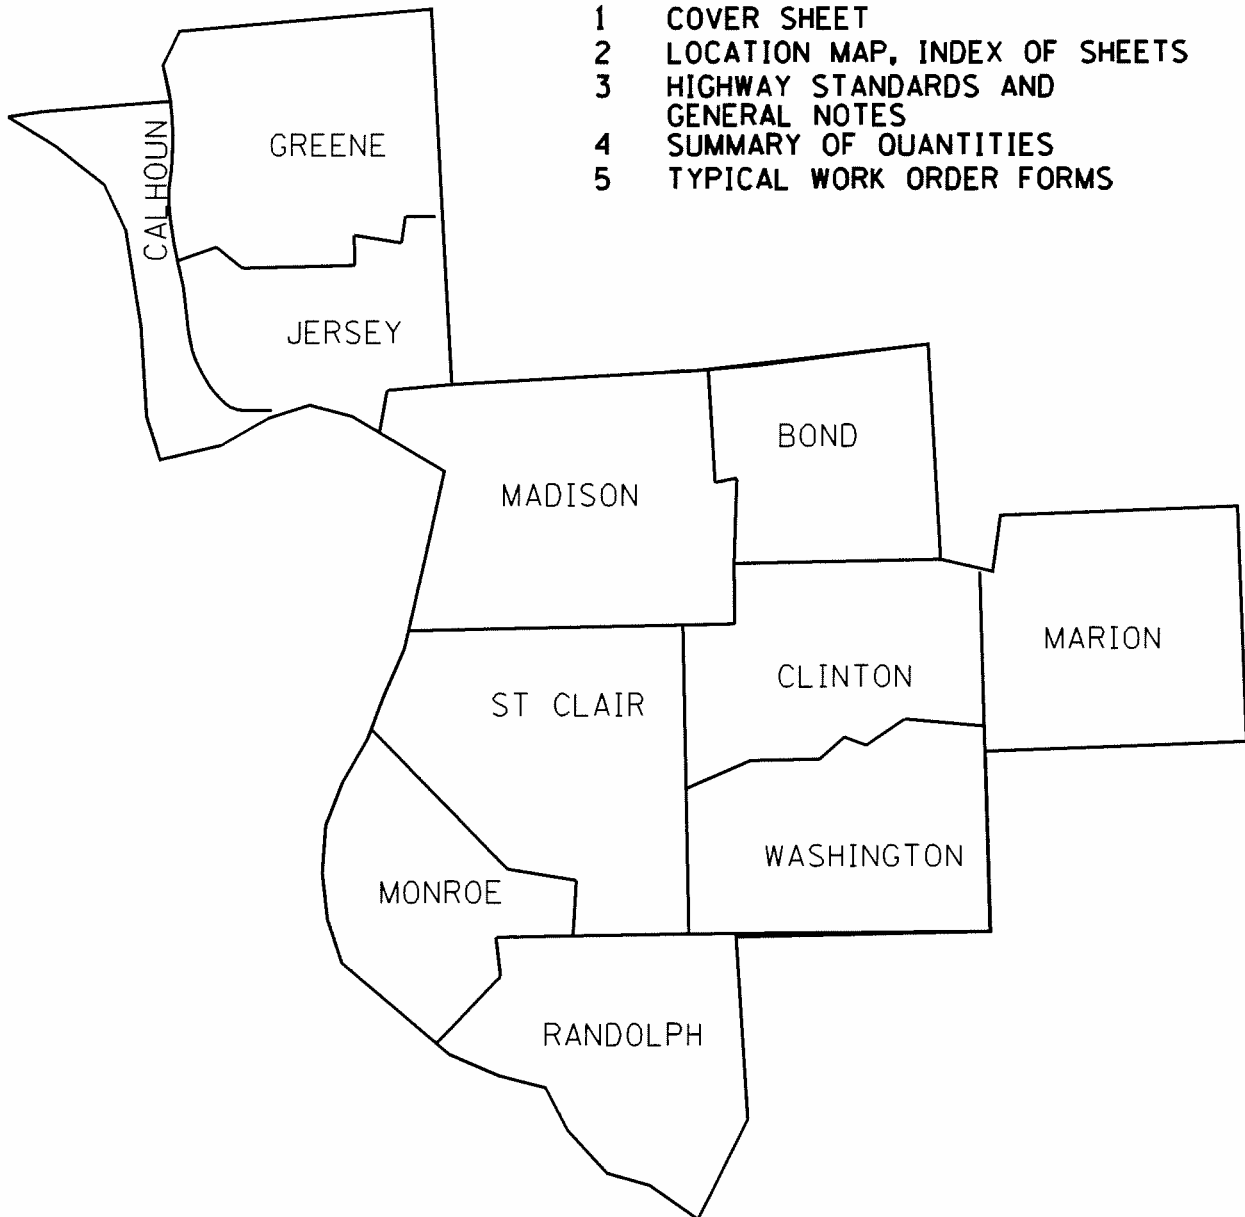 1 COVER SHEET
2 LOCATION MAP, INDEX OF SHEETS
3 HIGHWAY STANDARDS AND
GENERAL NOTES
4 SUMMARY OF QUANTITIES
5 TYPICAL WORK ORDER FORMS
CALHOUN
GREENE
JERSEY
BOND
MADISON
MARION
CLINTON
ST CLAIR
WASHINGTON
MONROE
RANDOLPH